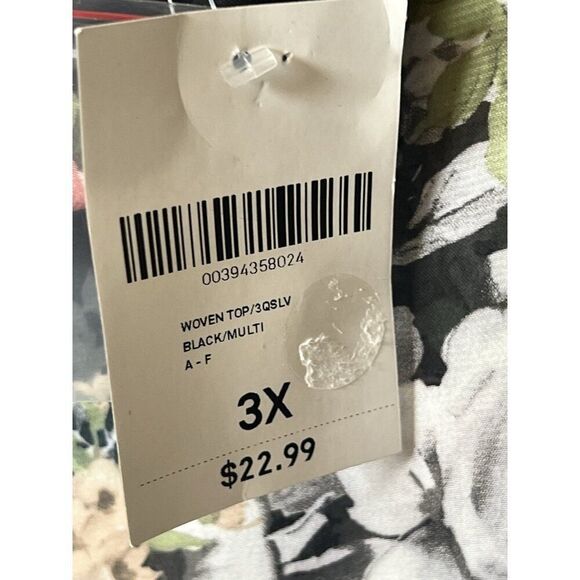 00394358024
WOVEN TOP/3QSLV
BLACK/MULTI
A - F
3X
$22.99